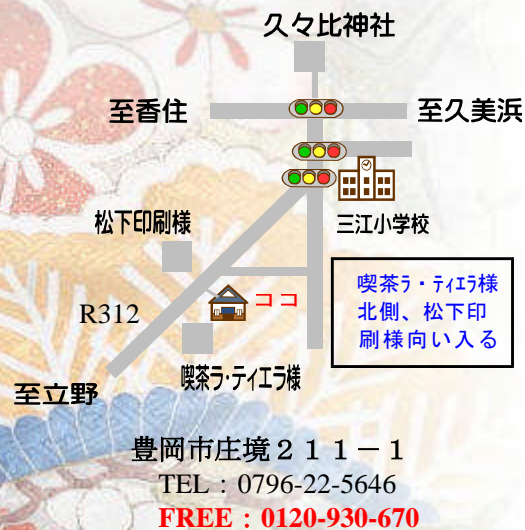 久々比神社
至香住
至久美浜
三江小学校
松下印刷様
ココ
R312
喫茶ラ・ティエラ様
北側、松下印
刷様向い入る
喫茶ラ・ティエラ様
至立野
豊岡市庄境２１１－１
TEL：0796-22-5646
FREE：0120-930-670